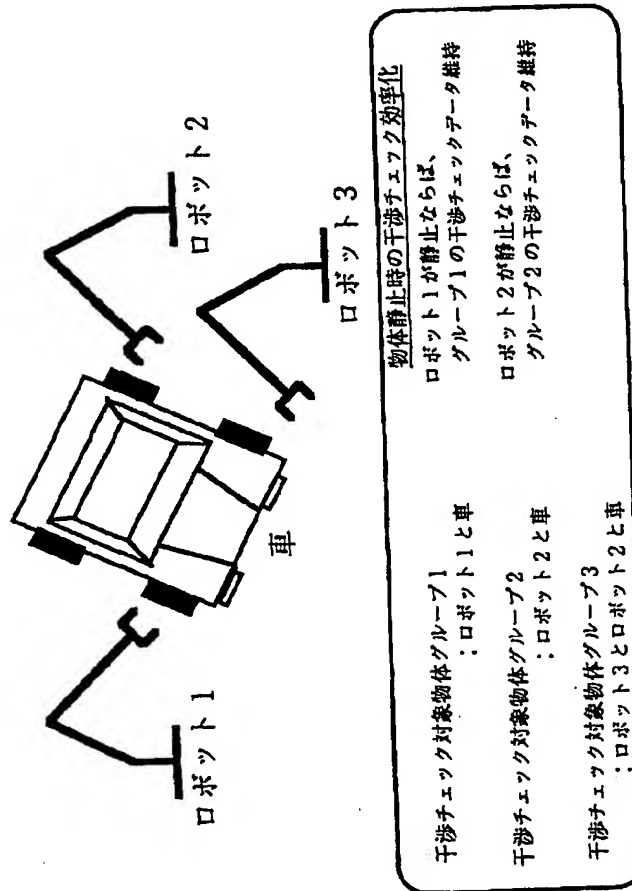 ロボット1
車
ロボット2
ロボット3
干渉チェック対象物体グループ1
：ロボット1と車
干渉チェック対象物体グループ2
：ロボット2と車
干渉チェック対象物体グループ3
：ロボット3とロボット2と車
物体静止時の干渉チェック効率化
ロボット1が静止ならば、
グループ1の干渉チェックデータ維持
ロボット2が静止ならば、
グループ2の干渉チェックデータ維持